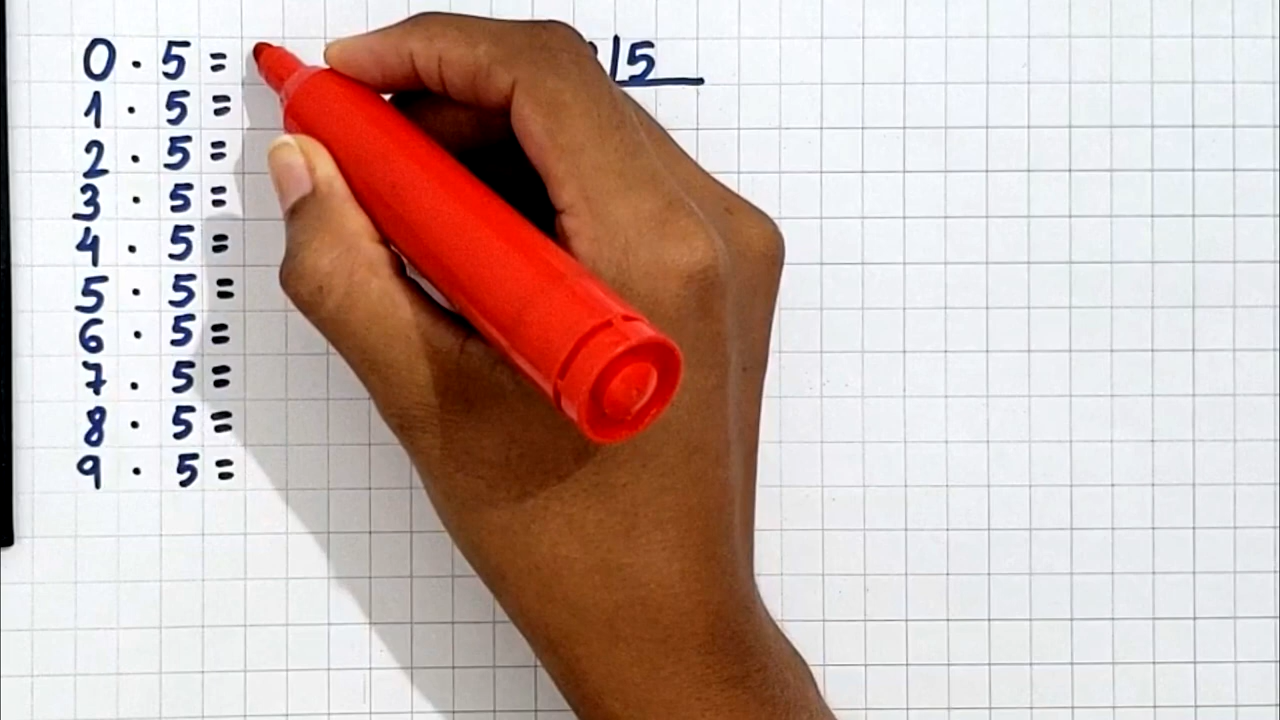 0 · 5 =
1 · 5 =
2 · 5 =
3 · 5 =
4 · 5 =
5 · 5 =
6 · 5 =
7 · 5 =
8 · 5 =
9 · 5 =
5